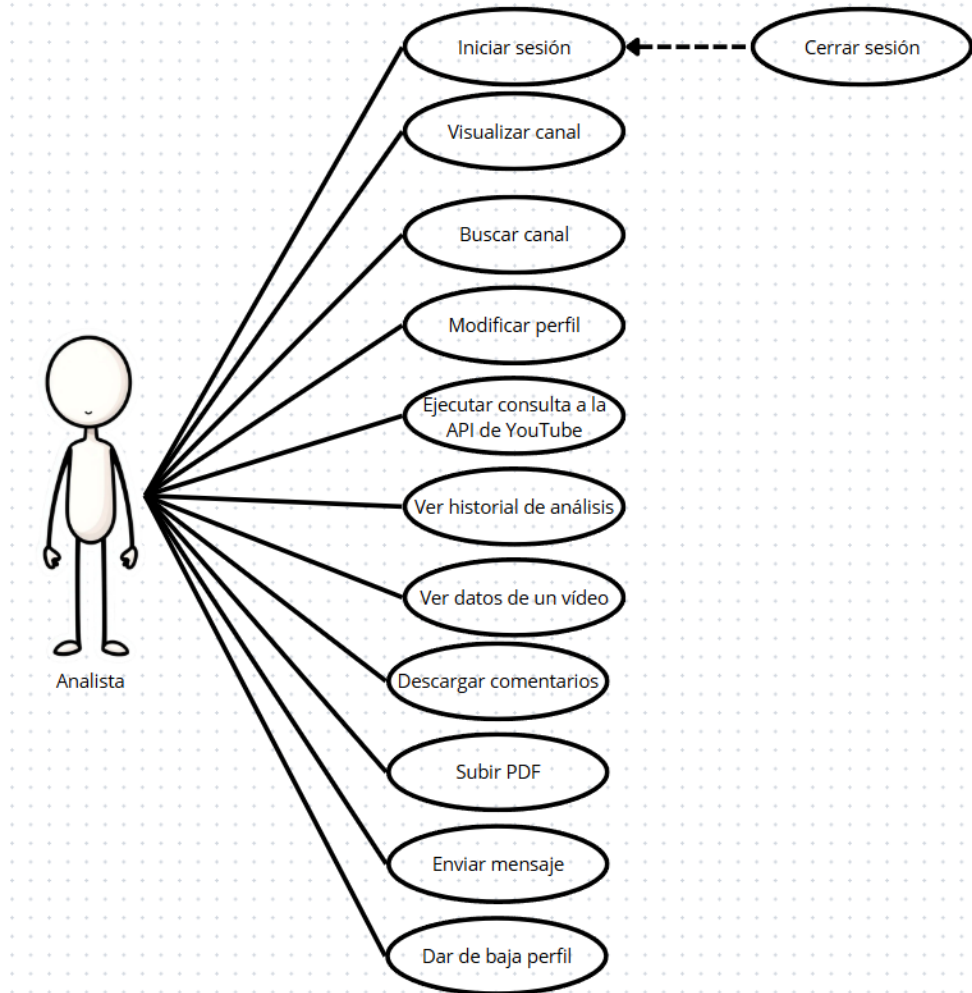 Iniciar sesión
Cerrar sesión
Visualizar canal
Buscar canal
Modificar perfil
Ejecutar consulta a la
API de YouTube
Ver historial de análisis
Ver datos de un vídeo
Descargar comentarios
Analista
Subir PDF
Enviar mensaje
Dar de baja perfil